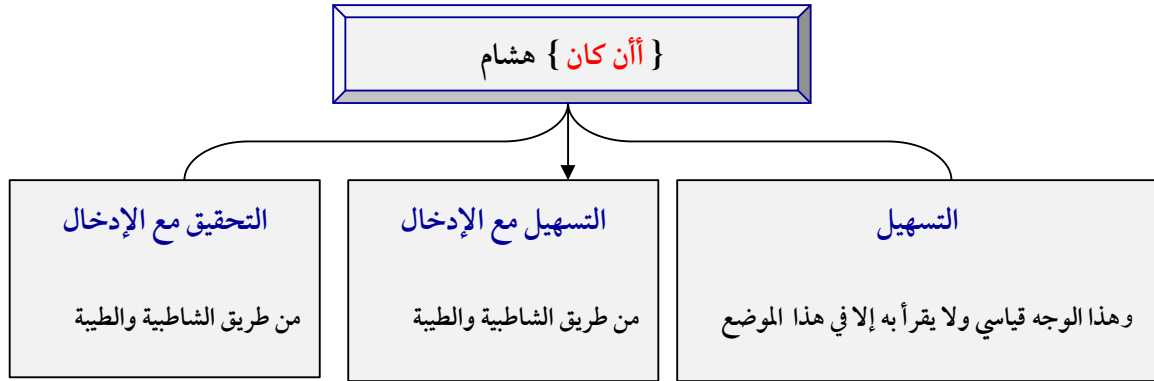 { أأن كان } هشام
التسهيل
وهذا الوجه قياسي ولا يقرأ به إلا في هذا الموضع
التسهيل مع الإدخال
من طريق الشاطبية والطيبة
التحقيق مع الإدخال
من طريق الشاطبية والطيبة